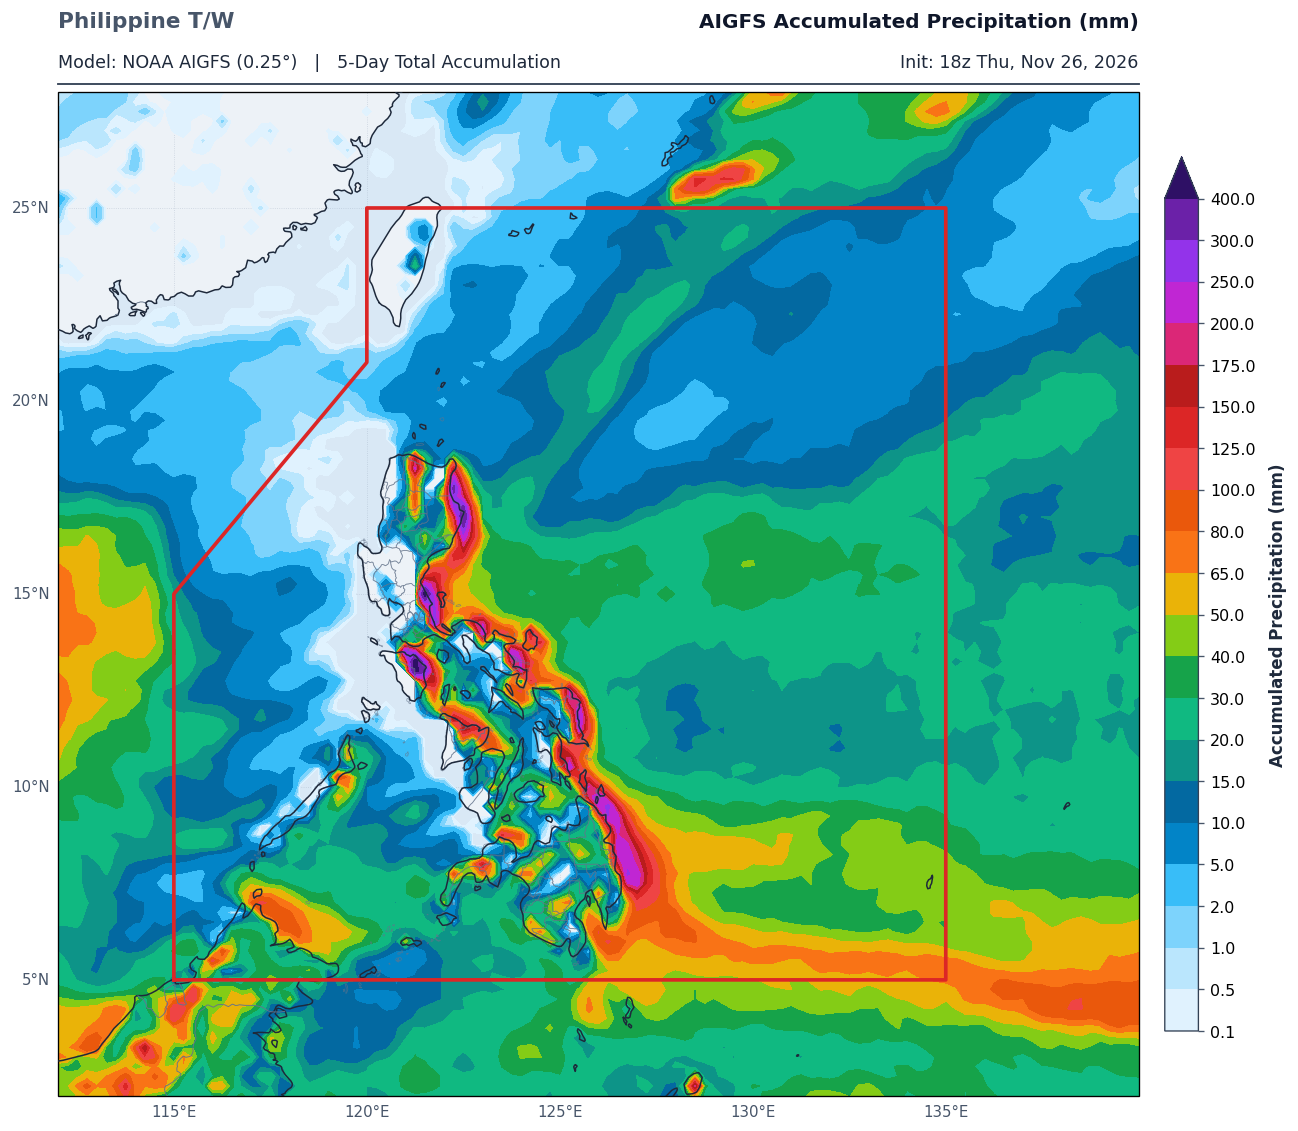 Philippine T/W
AIGFS Accumulated Precipitation (mm)
Model: NOAA AIGFS (0.25°) | 5-Day Total Accumulation
Init: 18z Thu, Nov 26, 2026
25°N
20°N
15°N
10°N
5°N
115°E
120°E
125°E
130°E
135°E
400.0
300.0
250.0
200.0
175.0
150.0
125.0
100.0
80.0
65.0
50.0
40.0
30.0
20.0
15.0
10.0
5.0
2.0
1.0
0.5
0.1
Accumulated Precipitation (mm)